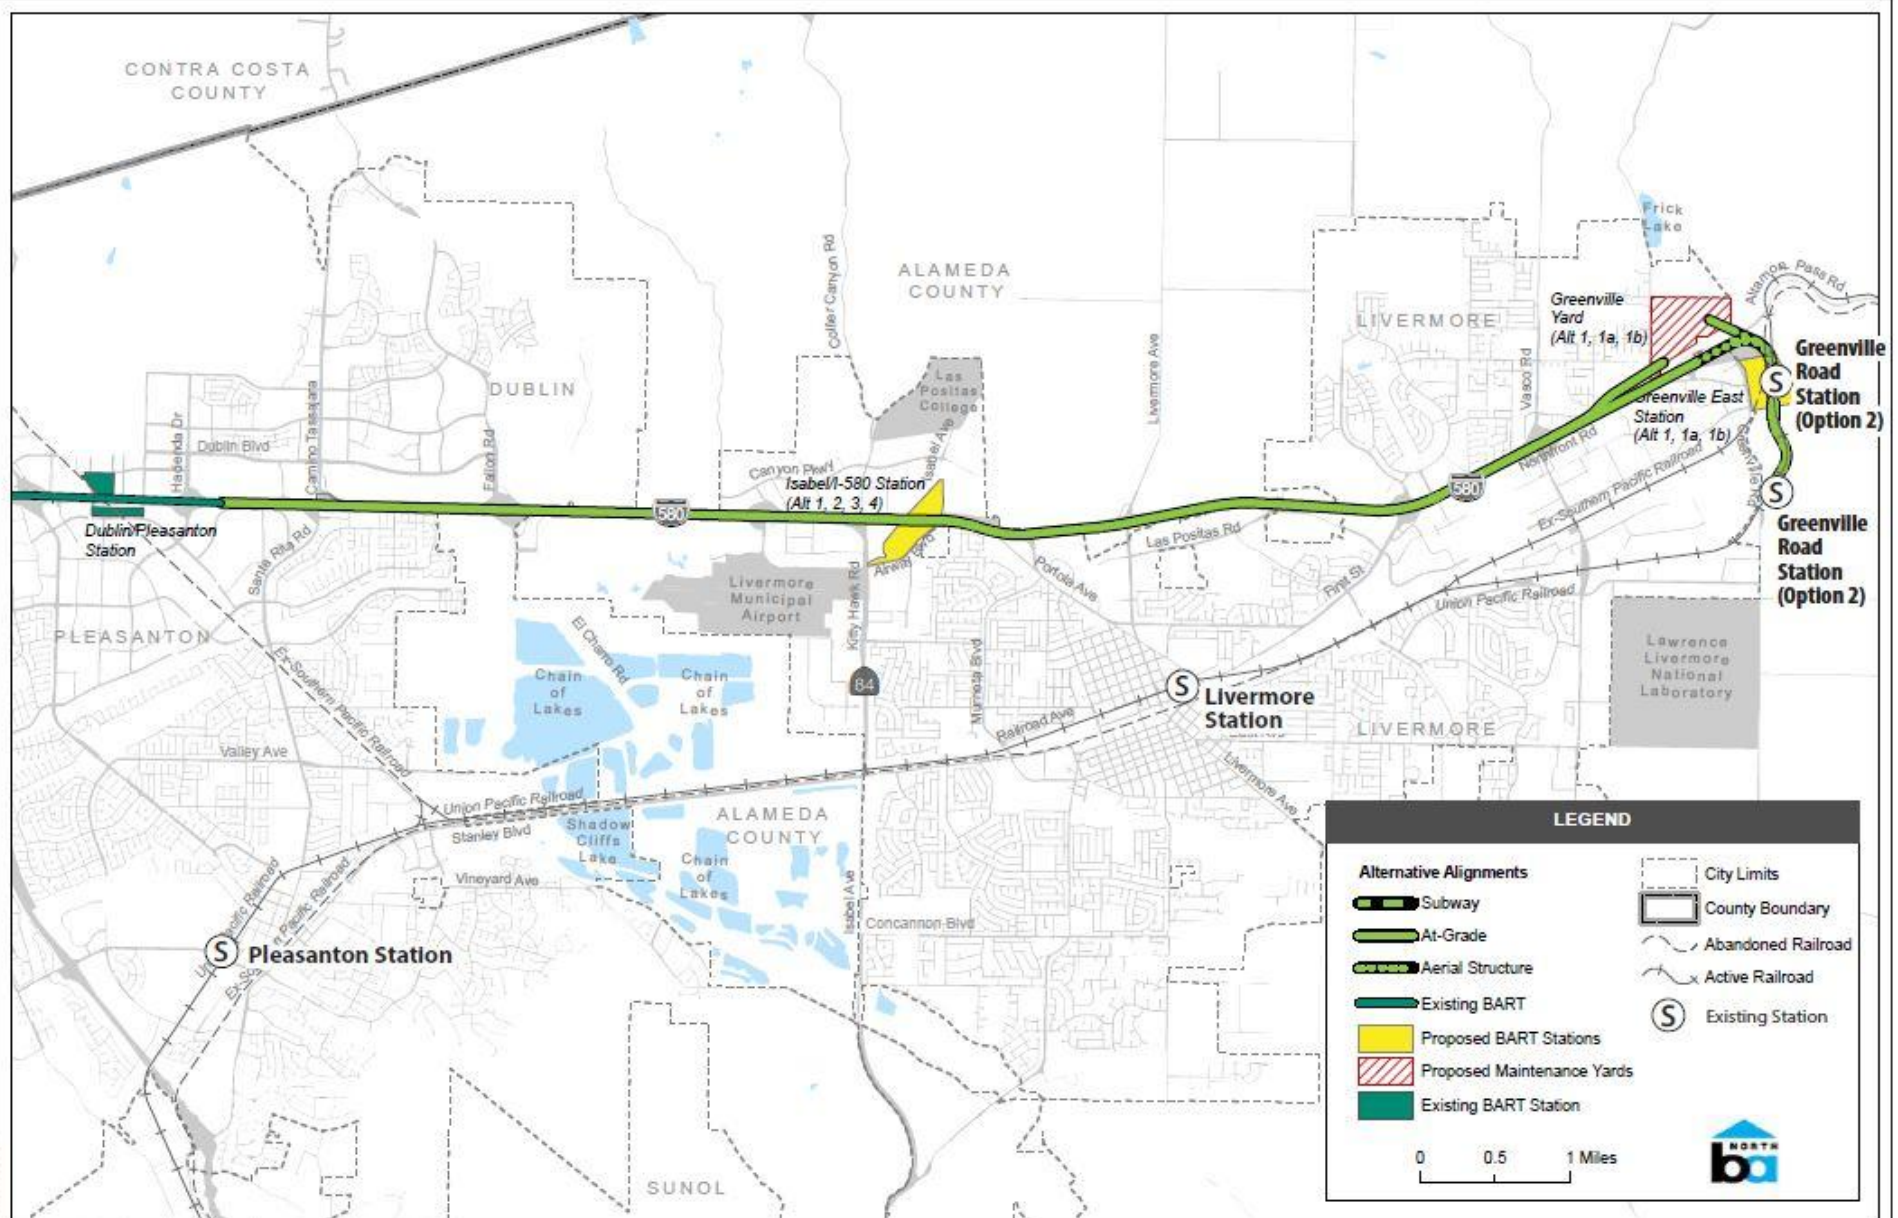 CONTRA COSTA
COUNTY
Collier Canyon Rd
ALAMEDA
COUNTY
Frick
Lake
Altamont Pass Rd
Greenville
Yard
(Alt 1, 1a, 1b)
LIVERMORE
Livermore Ave
Vasco Rd
Greenville
Road
Station
(Option 2)
S
Las
Positas
College
DUBLIN
Hacienda Dr
Dublin Blvd
Camino Tassajara
Fallon Rd
Isabel Ave
Greenville East
Station
(Alt 1, 1a, 1b)
Greenville Rd
Northfront Rd
Ex-Southern Pacific Railroad
Canyon Pkwy
Isabel/I-580 Station
(Alt 1, 2, 3, 4)
580
580
S
Dublin/Pleasanton
Station
Santa Rita Rd
Airway Blvd
Las Positas Rd
Greenville
Road
Station
(Option 2)
Livermore
Municipal
Airport
Kitty Hawk Rd
Portola Ave
First St
Union Pacific Railroad
PLEASANTON
El Charro Rd
Ex-Southern Pacific Railroad
Chain
of
Lakes
Chain
of
Lakes
84
Murrieta Blvd
S
Livermore
Station
Lawrence
Livermore
National
Laboratory
Railroad Ave
LIVERMORE
Valley Ave
Livermore Ave
Union Pacific Railroad
Stanley Blvd
Shadow
Cliffs
Lake
ALAMEDA
COUNTY
Chain
of
Lakes
Vineyard Ave
Isabel Ave
Concannon Blvd
Pacific Railroad
Pacific Railroad
S
Pleasanton Station
SUNOL
LEGEND
Alternative Alignments
Subway
At-Grade
Aerial Structure
Existing BART
Proposed BART Stations
Proposed Maintenance Yards
Existing BART Station
City Limits
County Boundary
Abandoned Railroad
Active Railroad
S
Existing Station
0 0.5 1 Miles
NORTH
ba